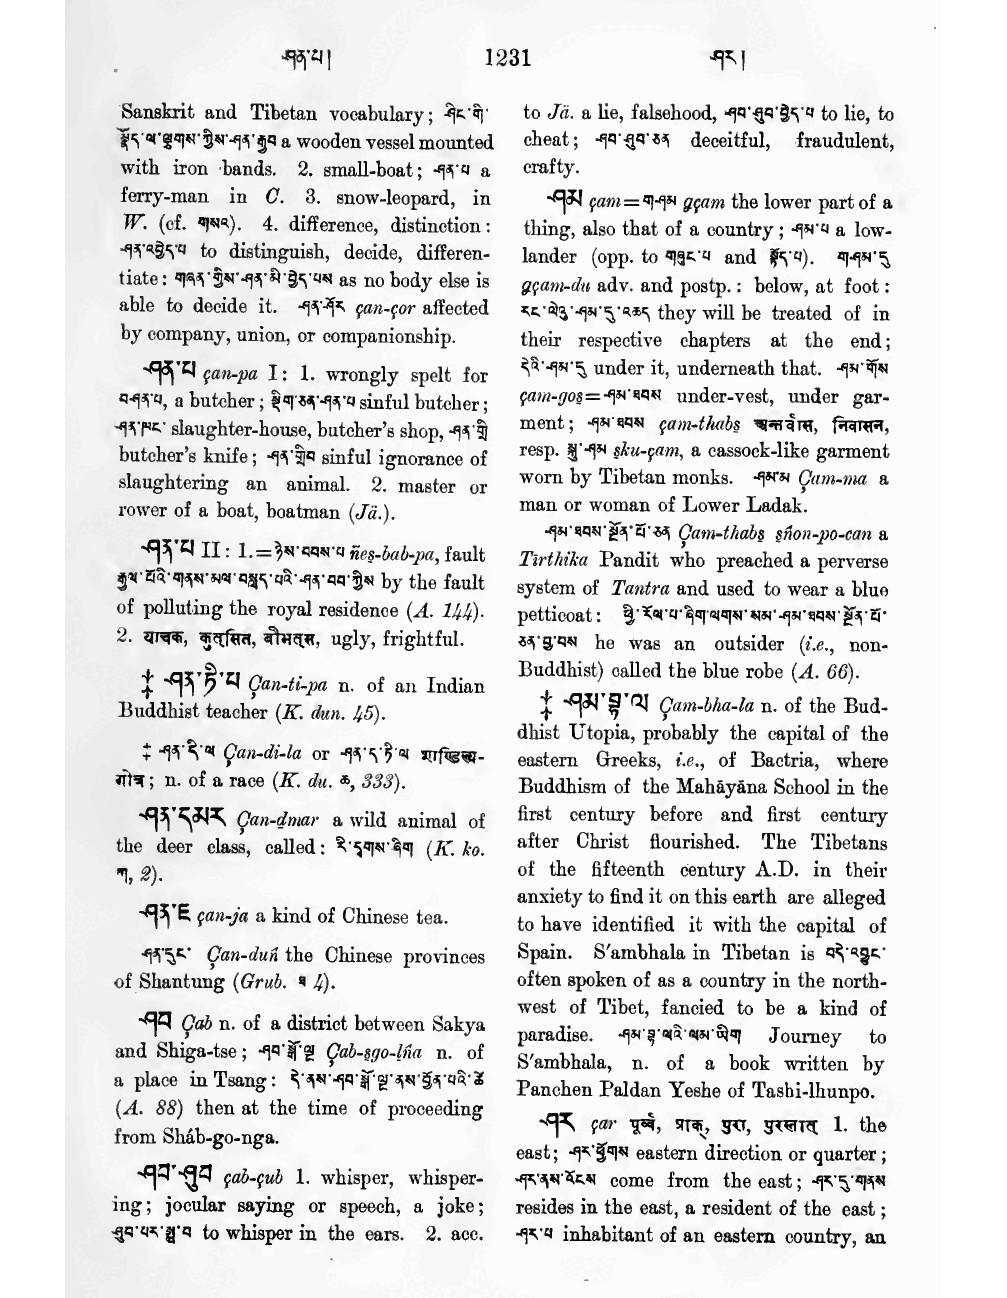 ཤན་པ།
1231
ཤར།
Sanskrit and Tibetan vocabulary; ཤིང་གི་
སྣོད་ལ་ལྕགས་ཀྱིས་ཤན་རྒྱབ a wooden vessel mounted
with iron bands. 2. small-boat; ཤན་པ a
ferry-man in C. 3. snow-leopard, in
W. (cf. གསའ). 4. difference, distinction:
ཤན་འབྱེད་པ to distinguish, decide, differen-
tiate: གཞན་གྱིས་ཤན་མི་བྱེད་པས as no body else is
able to decide it. ཤན་ཤོར çan-çor affected
by company, union, or companionship.
ཤན་པ çan-pa I: 1. wrongly spelt for
བཤན་པ, a butcher; སྡིག་ཅན་ཤན་པ sinful butcher;
ཤན་ཁང་ slaughter-house, butcher's shop, ཤན་གྲི
butcher's knife; ཤན་གྲིབ sinful ignorance of
slaughtering an animal. 2. master or
rower of a boat, boatman (Jä.).
ཤན་པ II: 1.=ཉེས་བབས་པ ñeş-bab-pa, fault
རྒྱལ་པོའི་གནས་མལ་བསླད་པའི་ཤན་བབ་ཀྱིས by the fault
of polluting the royal residence (A. 144).
2. याचक, कुत्सित, बीभत्स, ugly, frightful.
‡ ཤན་ཏི་པ Çan-ti-pa n. of an Indian
Buddhist teacher (K. dun. 45).
‡ ཤན་དི་ལ Çan-di-la or ཤན་ད་ཏི་ལ शाण्डिल्य-
गोत्र; n. of a race (K. du. ཆ, 333).
ཤན་དམར Çan-ḍmar a wild animal of
the deer class, called: རི་དྭགས་ཞིག (K. ko.
ཀ, 2).
ཤན་ཇ çan-ja a kind of Chinese tea.
ཤན་དུང་ Çan-duń the Chinese provinces
of Shantung (Grub. ཇ 4).
ཤབ Çab n. of a district between Sakya
and Shiga-tse; ཤབ་སྒོ་ལྔ Çab-şgo-lńa n. of
a place in Tsang: དེ་ནས་ཤབ་སྒོ་ལྔ་ནས་བྱོན་པའི་ཚེ
(A. 88) then at the time of proceeding
from Sháb-go-nga.
ཤབ་ཤུབ çab-çub 1. whisper, whisper-
ing; jocular saying or speech, a joke;
ཤུབ་པར་སྨྲ་བ to whisper in the ears. 2. acc.
to Jä. a lie, falsehood, ཤབ་ཤུབ་བྱེད་པ to lie, to
cheat; ཤབ་ཤུབ་ཅན deceitful, fraudulent,
crafty.
ཤམ çam=གཤམ gçam the lower part of a
thing, also that of a country; ཤམ་པ a low-
lander (opp. to གཟུང་པ and སྟོད་པ). གཤམ་དུ
gçam-du adv. and postp.: below, at foot:
རང་ལེའུ་ཤམ་དུ་འཆད they will be treated of in
their respective chapters at the end;
དེའི་ཤམ་དུ under it, underneath that. ཤམ་གོས
çam-goş=ཤམ་ཐབས under-vest, under gar-
ment; ཤམ་ཐབས çam-thabş अन्तर्वास, निवासन,
resp. སྐུ་ཤམ şku-çam, a cassock-like garment
worn by Tibetan monks. ཤམ་མ Çam-ma a
man or woman of Lower Ladak.
ཤམ་ཐབས་སྔོན་པོ་ཅན Çam-thabş şńon-po-can a
Tirthika Pandit who preached a perverse
system of Tantra and used to wear a blue
petticoat: ཕྱི་རོལ་པ་ཞིག་ལགས་སམ་ཤམ་ཐབས་སྔོན་པོ་
ཅན་བྱ་བས he was an outsider (i.e., non-
Buddhist) called the blue robe (A. 66).
‡ ཤམ་བྷ་ལ Çam-bha-la n. of the Bud-
dhist Utopia, probably the capital of the
eastern Greeks, i.e., of Bactria, where
Buddhism of the Mahāyāna School in the
first century before and first century
after Christ flourished. The Tibetans
of the fifteenth century A.D. in their
anxiety to find it on this earth are alleged
to have identified it with the capital of
Spain. S'ambhala in Tibetan is བདེ་འབྱུང་
often spoken of as a country in the north-
west of Tibet, fancied to be a kind of
paradise. ཤམ་བྷ་ལའི་ལམ་ཡིག Journey to
S'ambhala, n. of a book written by
Panchen Paldan Yeshe of Tashi-lhunpo.
ཤར çar पूर्व्व, प्राक्, पुरा, पुरस्तात् 1. the
east; ཤར་ཕྱོགས eastern direction or quarter;
ཤར་ནས་འོངས come from the east; ཤར་དུ་གནས
resides in the east, a resident of the east;
ཤར་པ inhabitant of an eastern country, an